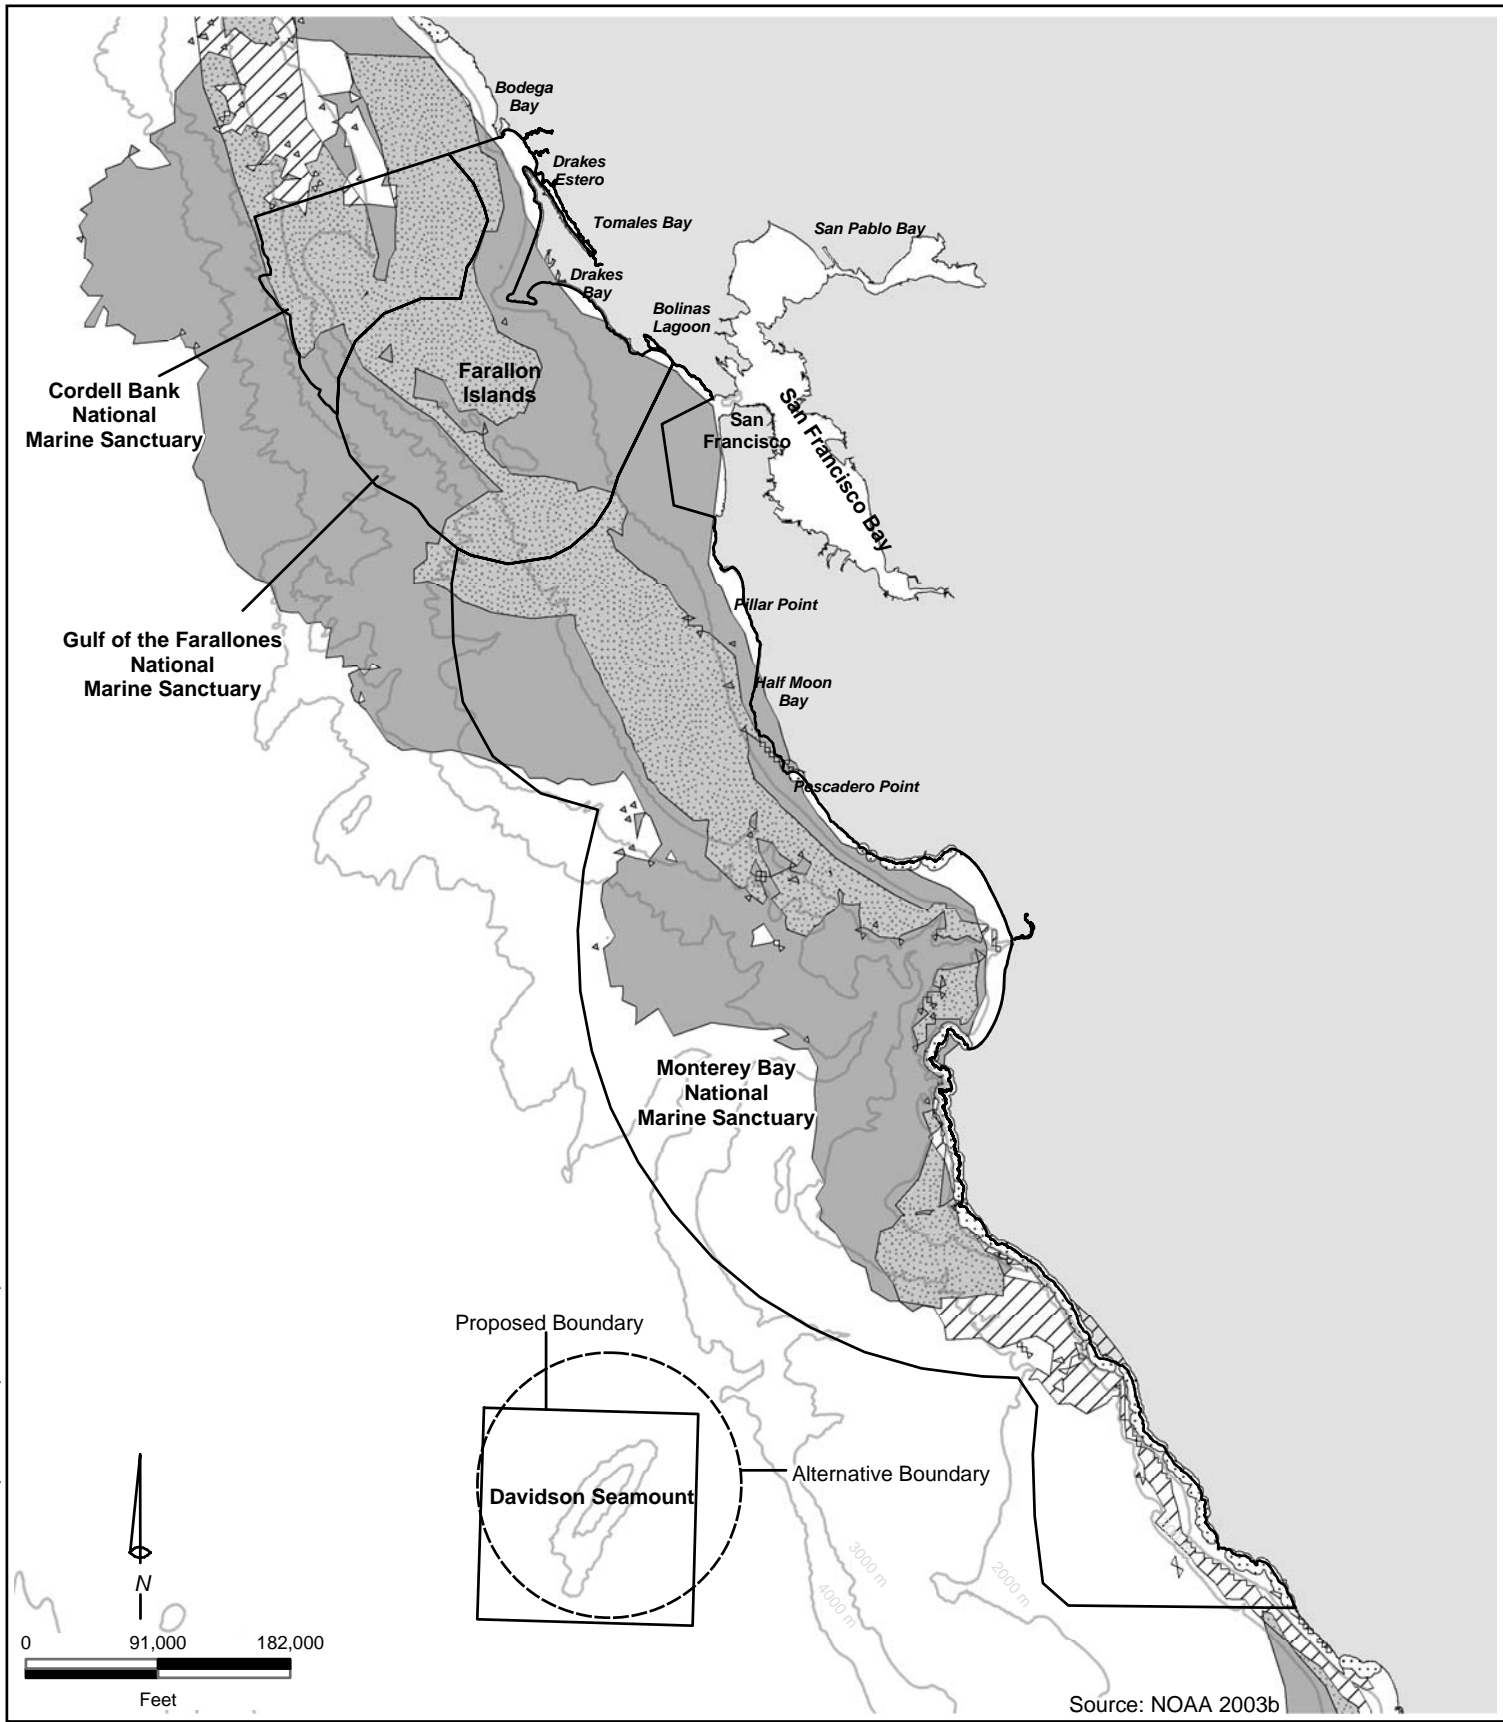 Bodega
Bay
Drakes
Estero
Tomales Bay
San Pablo Bay
Drakes
Bay
Bolinas
Lagoon
Farallon
Islands
Cordell Bank
National
Marine Sanctuary
San
Francisco
San Francisco Bay
Pillar Point
Gulf of the Farallones
National
Marine Sanctuary
Half Moon
Bay
Pescadero Point
Monterey Bay
National
Marine Sanctuary
Proposed Boundary
Alternative Boundary
Davidson Seamount
3000 m
4000 m
2000 m
N
0 91,000 182,000
Feet
Source: NOAA 2003b